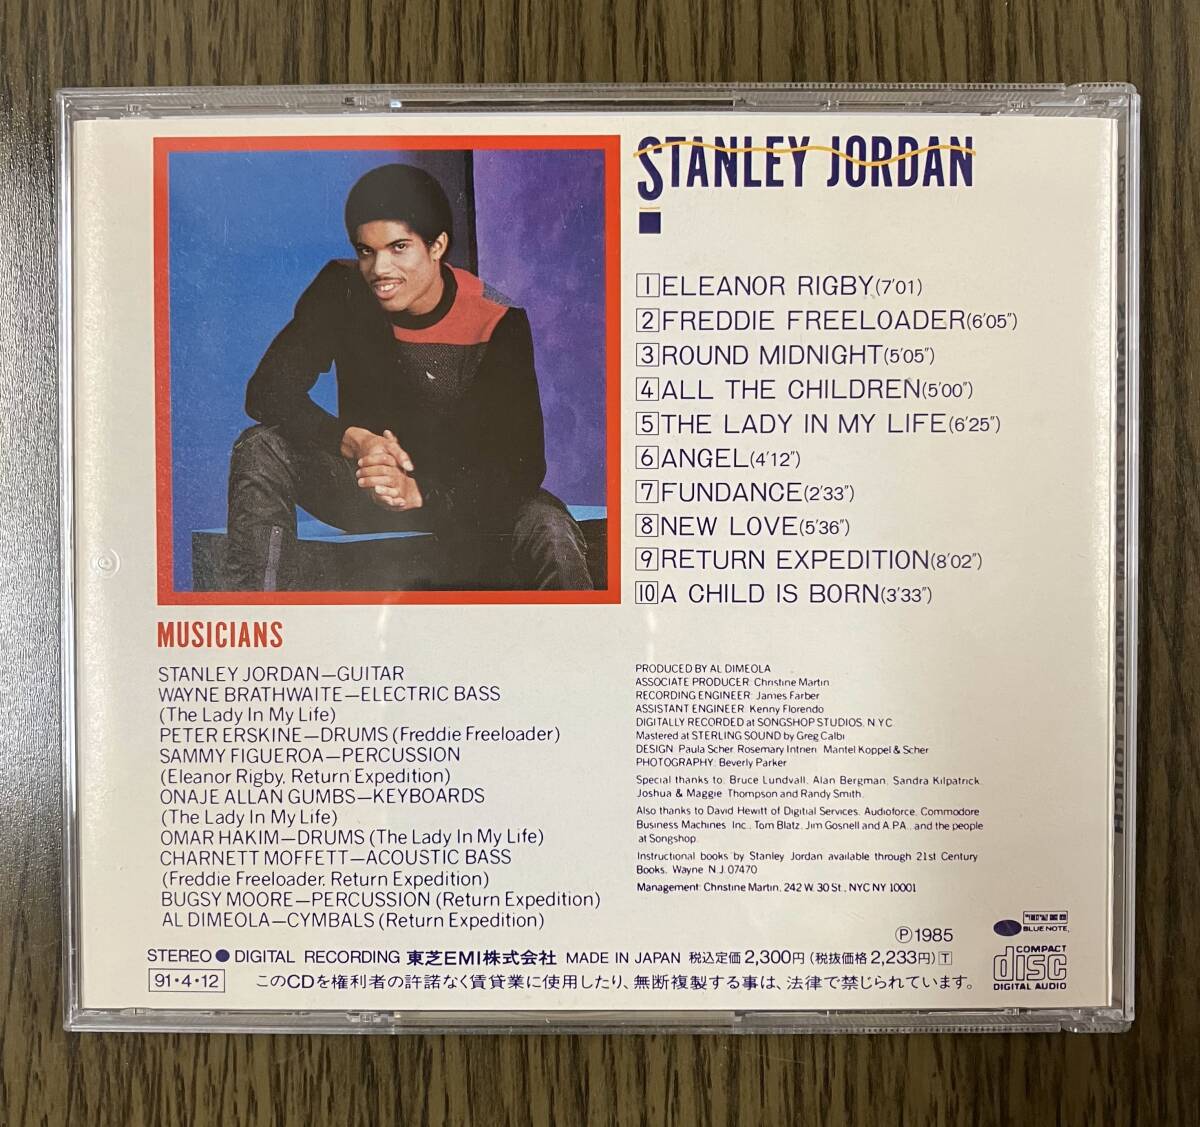 STANLEY JORDAN
1 ELEANOR RIGBY(7'01)
2 FREDDIE FREELOADER(6'05")
3 ROUND MIDNIGHT(5'05")
4 ALL THE CHILDREN(5'00")
5 THE LADY IN MY LIFE(6'25")
6 ANGEL(4'12")
7 FUNDANCE(2'33")
8 NEW LOVE(5'36")
9 RETURN EXPEDITION(8'02")
10 A CHILD IS BORN(3'33")
MUSICIANS
STANLEY JORDAN—GUITAR
WAYNE BRATHWAITE—ELECTRIC BASS
(The Lady In My Life)
PETER ERSKINE—DRUMS (Freddie Freeloader)
SAMMY FIGUEROA—PERCUSSION
(Eleanor Rigby, Return Expedition)
ONAJE ALLAN GUMBS—KEYBOARDS
(The Lady In My Life)
OMAR HAKIM—DRUMS (The Lady In My Life)
CHARNETT MOFFETT—ACOUSTIC BASS
(Freddie Freeloader, Return Expedition)
BUGSY MOORE—PERCUSSION (Return Expedition)
AL DIMEOLA—CYMBALS (Return Expedition)
PRODUCED BY AL DIMEOLA
ASSOCIATE PRODUCER: Christine Martin
RECORDING ENGINEER: James Farber
ASSISTANT ENGINEER: Kenny Florendo
DIGITALLY RECORDED at SONGSHOP STUDIOS, N.Y.C.
Mastered at STERLING SOUND by Greg Calbi
DESIGN: Paula Scher, Rosemary Intrieri, Mantel Koppel & Scher
PHOTOGRAPHY: Beverly Parker
Special thanks to: Bruce Lundvall, Alan Bergman, Sandra Kilpatrick,
Joshua & Maggie Thompson and Randy Smith.
Also thanks to David Hewitt of Digitial Services, Audioforce, Commodore
Business Machines Inc., Tom Blatz, Jim Gosnell and A.P.A., and the people
at Songshop.
Instructional books by Stanley Jordan available through 21st Century
Books, Wayne N.J. 07470
Management: Christine Martin, 242 W. 30 St., NYC NY 10001
Ⓟ1985
BLUE NOTE
STEREO ● DIGITAL RECORDING 東芝EMI株式会社 MADE IN JAPAN 税込定価2,300円 (税抜価格2,233円) T
91・4・12 このCDを権利者の許諾なく賃貸業に使用したり、無断複製する事は、法律で禁じられています。
COMPACT
disc
DIGITAL AUDIO